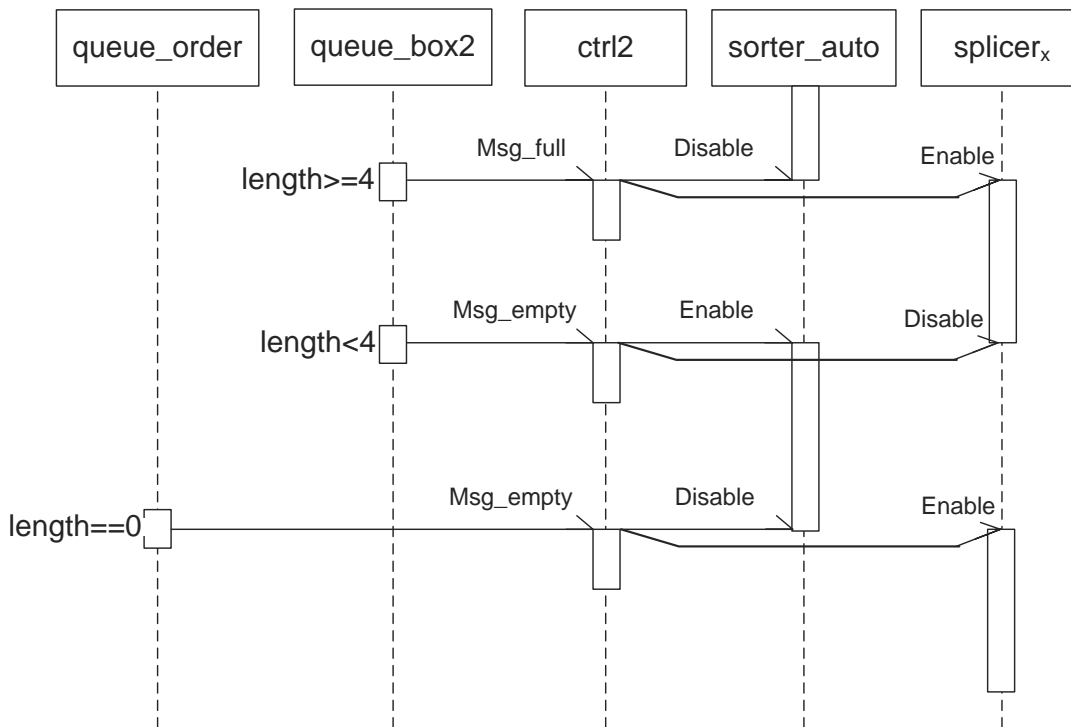 queue_order
queue_box2
ctrl2
sorter_auto
splicerₓ
Msg_full
Disable
Enable
length>=4
Msg_empty
Enable
Disable
length<4
Msg_empty
Disable
Enable
length==0